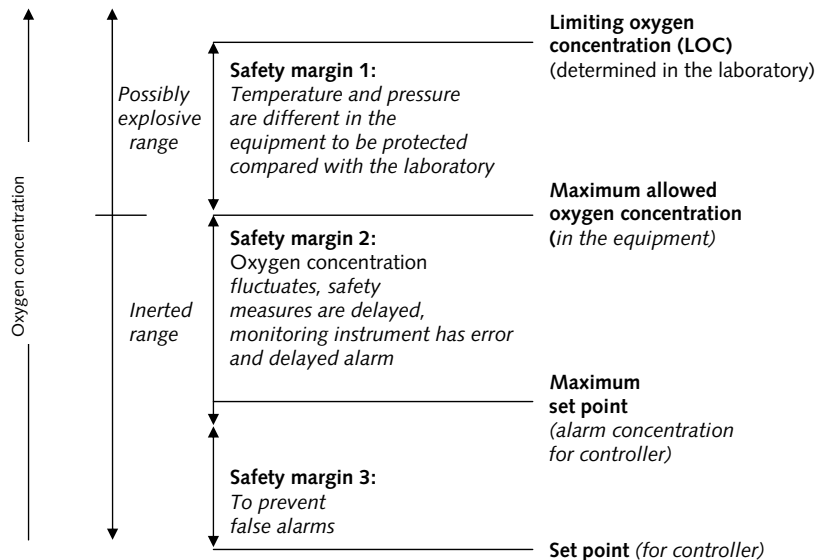 Oxygen concentration
Possibly
explosive
range
Inerted
range
Safety margin 1:
Temperature and pressure
are different in the
equipment to be protected
compared with the laboratory
Safety margin 2:
Oxygen concentration
fluctuates, safety
measures are delayed,
monitoring instrument has error
and delayed alarm
Safety margin 3:
To prevent
false alarms
Limiting oxygen
concentration (LOC)
(determined in the laboratory)
Maximum allowed
oxygen concentration
(in the equipment)
Maximum
set point
(alarm concentration
for controller)
Set point (for controller)